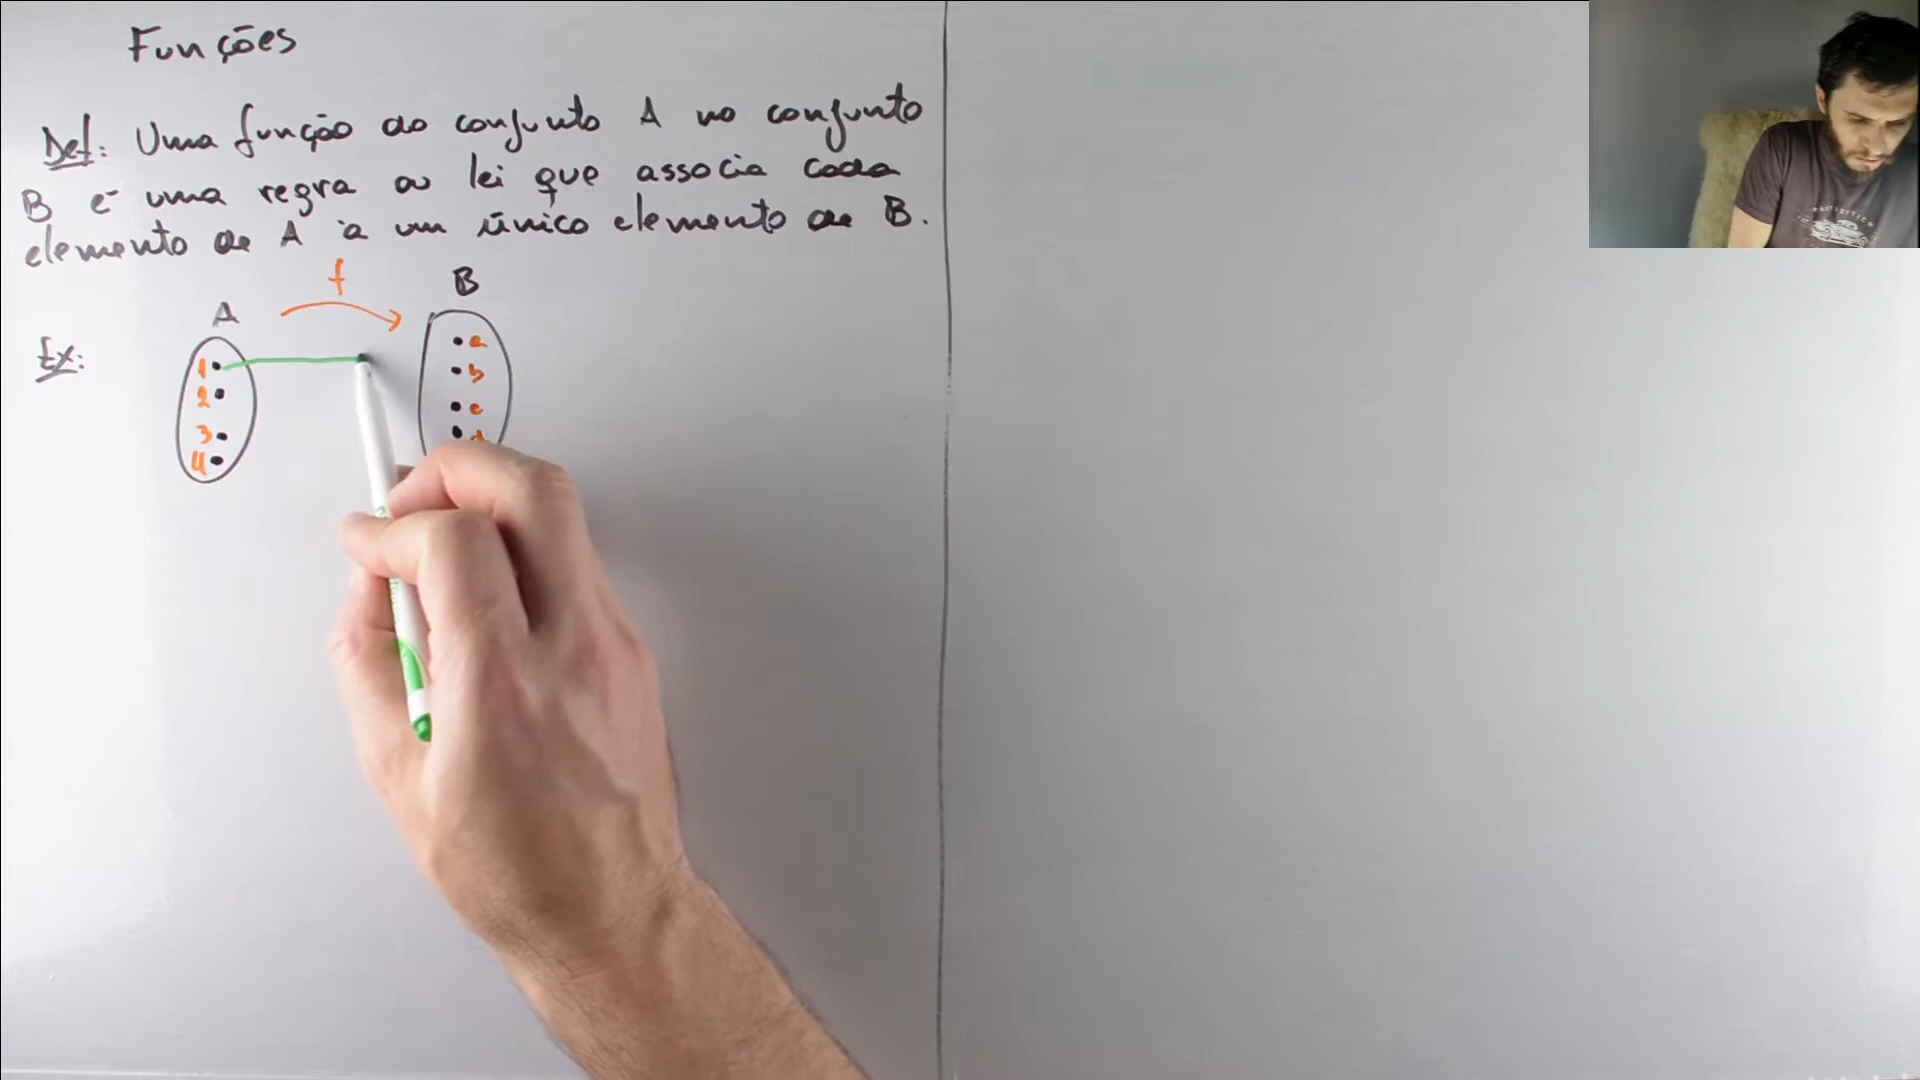 Funções
Def: Uma função do conjunto A no conjunto
B é uma regra ou lei que associa cada
elemento de A à um único elemento de B.
f
A B
Ex:
1 a
2 b
3 c
4 d